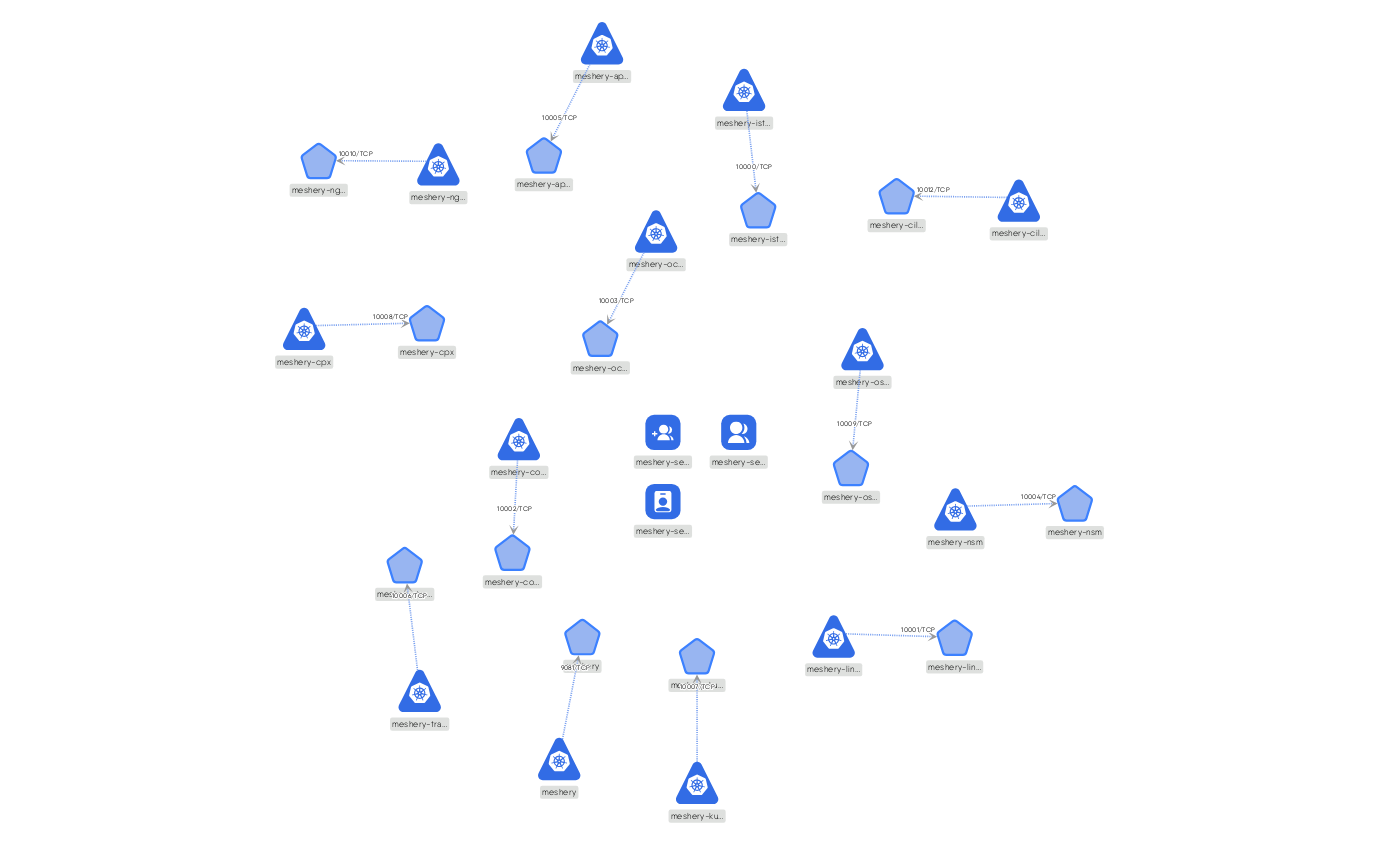 meshery-ap...
10005/TCP
meshery-ap...
meshery-ist...
10000/TCP
meshery-ist...
10010/TCP
meshery-ng...
meshery-ng...
10012/TCP
meshery-cil...
meshery-cil...
meshery-oc...
10003/TCP
meshery-oc...
10008/TCP
meshery-cpx
meshery-cpx
meshery-os...
10009/TCP
meshery-os...
meshery-co...
10002/TCP
meshery-co...
meshery-se...
meshery-se...
meshery-se...
10004/TCP
meshery-nsm
meshery-nsm
10006/TCP
meshery-tra...
9081/TCP
meshery
10007/TCP
meshery-ku...
10001/TCP
meshery-lin...
meshery-lin...